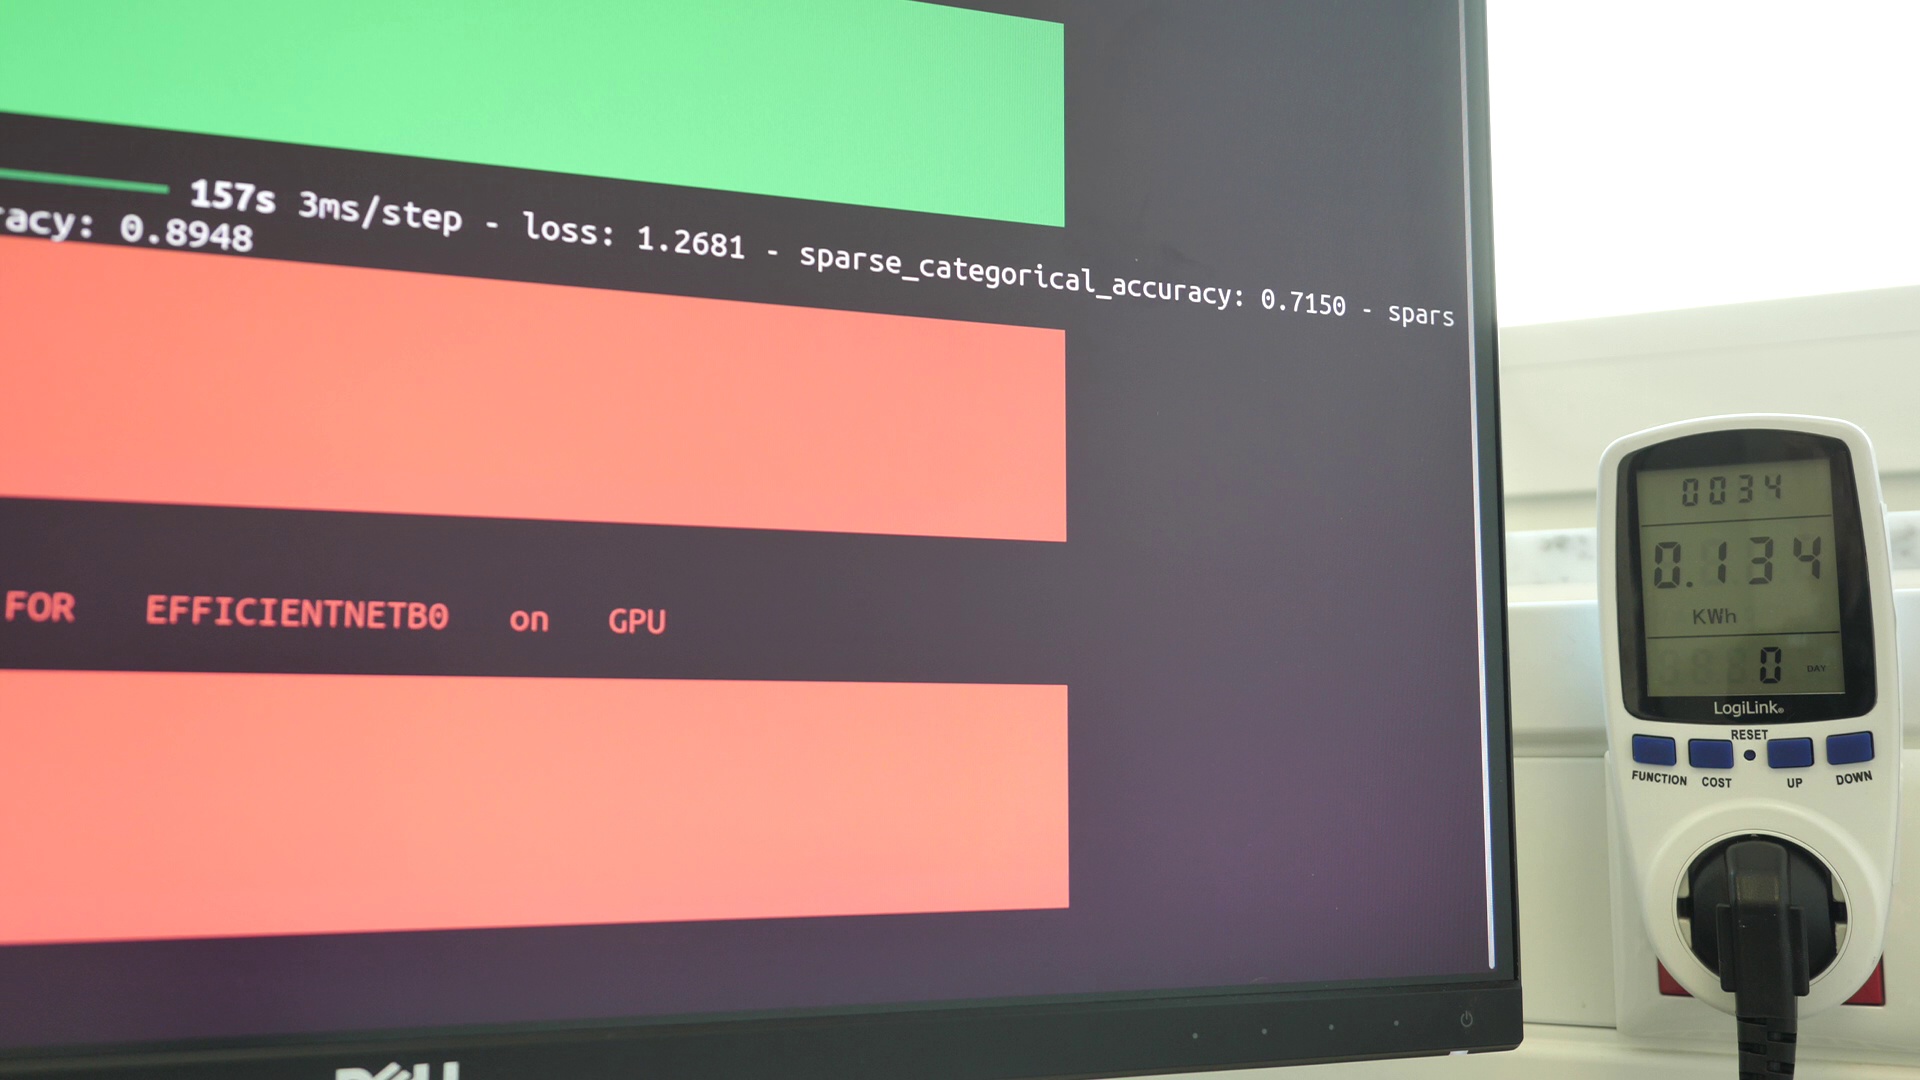 157s 3ms/step - loss: 1.2681 - sparse_categorical_accuracy: 0.7150 - spars
racy: 0.8948
FOR EFFICIENTNETB0 on GPU
DELL
0034
0.134
KWh
0 DAY
LogiLink®
RESET
FUNCTION COST UP DOWN